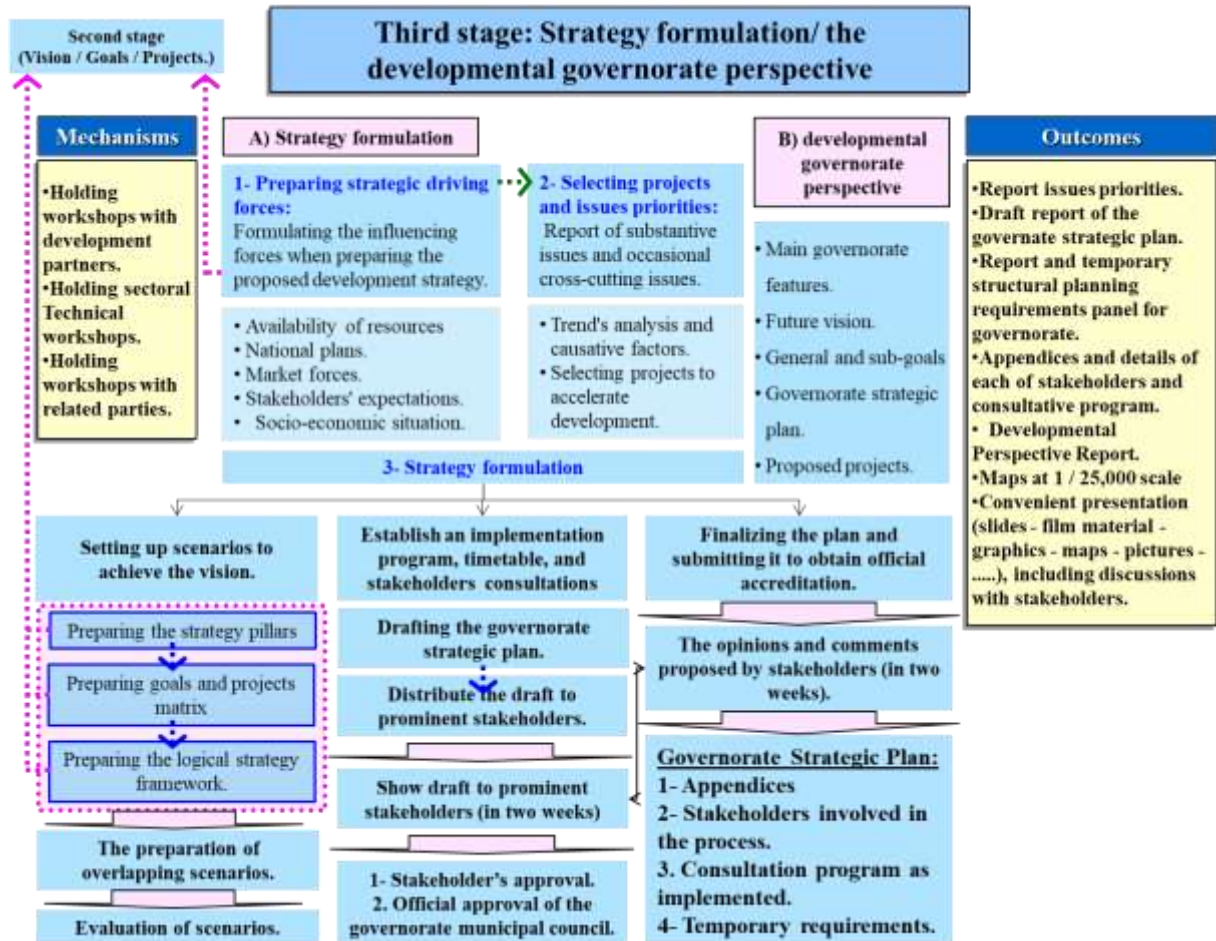 Second stage
(Vision / Goals / Projects.)
Third stage: Strategy formulation/ the
developmental governorate perspective
Mechanisms
•Holding
workshops with
development
partners.
•Holding sectoral
Technical
workshops.
•Holding
workshops with
related parties.
A) Strategy formulation
1- Preparing strategic driving
forces:
Formulating the influencing
forces when preparing the
proposed development strategy.
• Availability of resources
• National plans.
• Market forces.
• Stakeholders' expectations.
• Socio-economic situation.
2- Selecting projects
and issues priorities:
Report of substantive
issues and occasional
cross-cutting issues.
• Trend's analysis and
causative factors.
• Selecting projects to
accelerate
development.
B) developmental
governorate
perspective
• Main governorate
features.
• Future vision.
• General and sub-goals
• Governorate strategic
plan.
• Proposed projects.
Outcomes
•Report issues priorities.
•Draft report of the
governate strategic plan.
•Report and temporary
structural planning
requirements panel for
governorate.
•Appendices and details of
each of stakeholders and
consultative program.
• Developmental
Perspective Report.
•Maps at 1 / 25,000 scale
•Convenient presentation
(slides - film material -
graphics - maps - pictures -
.....), including discussions
with stakeholders.
3- Strategy formulation
Setting up scenarios to
achieve the vision.
Preparing the strategy pillars
Preparing goals and projects
matrix
Preparing the logical strategy
framework.
The preparation of
overlapping scenarios.
Evaluation of scenarios.
Establish an implementation
program, timetable, and
stakeholders consultations
Drafting the governorate
strategic plan.
Distribute the draft to
prominent stakeholders.
Show draft to prominent
stakeholders (in two weeks)
1- Stakeholder's approval.
2. Official approval of the
governorate municipal council.
Finalizing the plan and
submitting it to obtain official
accreditation.
The opinions and comments
proposed by stakeholders (in two
weeks).
Governorate Strategic Plan:
1- Appendices
2- Stakeholders involved in
the process.
3. Consultation program as
implemented.
4- Temporary requirements.